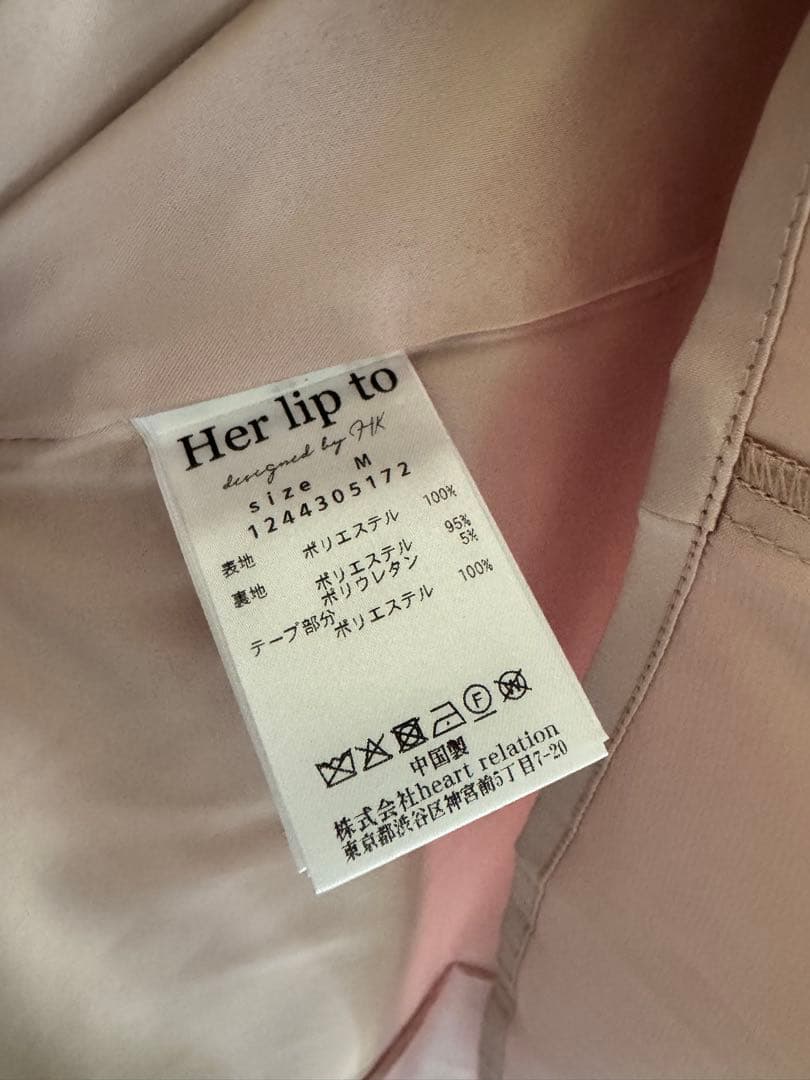 Her lip to
designed by HK
size M
1244305172
表地 ポリエステル 100%
裏地 ポリエステル 95%
ポリウレタン 5%
テープ部分 ポリエステル 100%
F W
中国製
株式会社heart relation
東京都渋谷区神宮前5丁目7-20